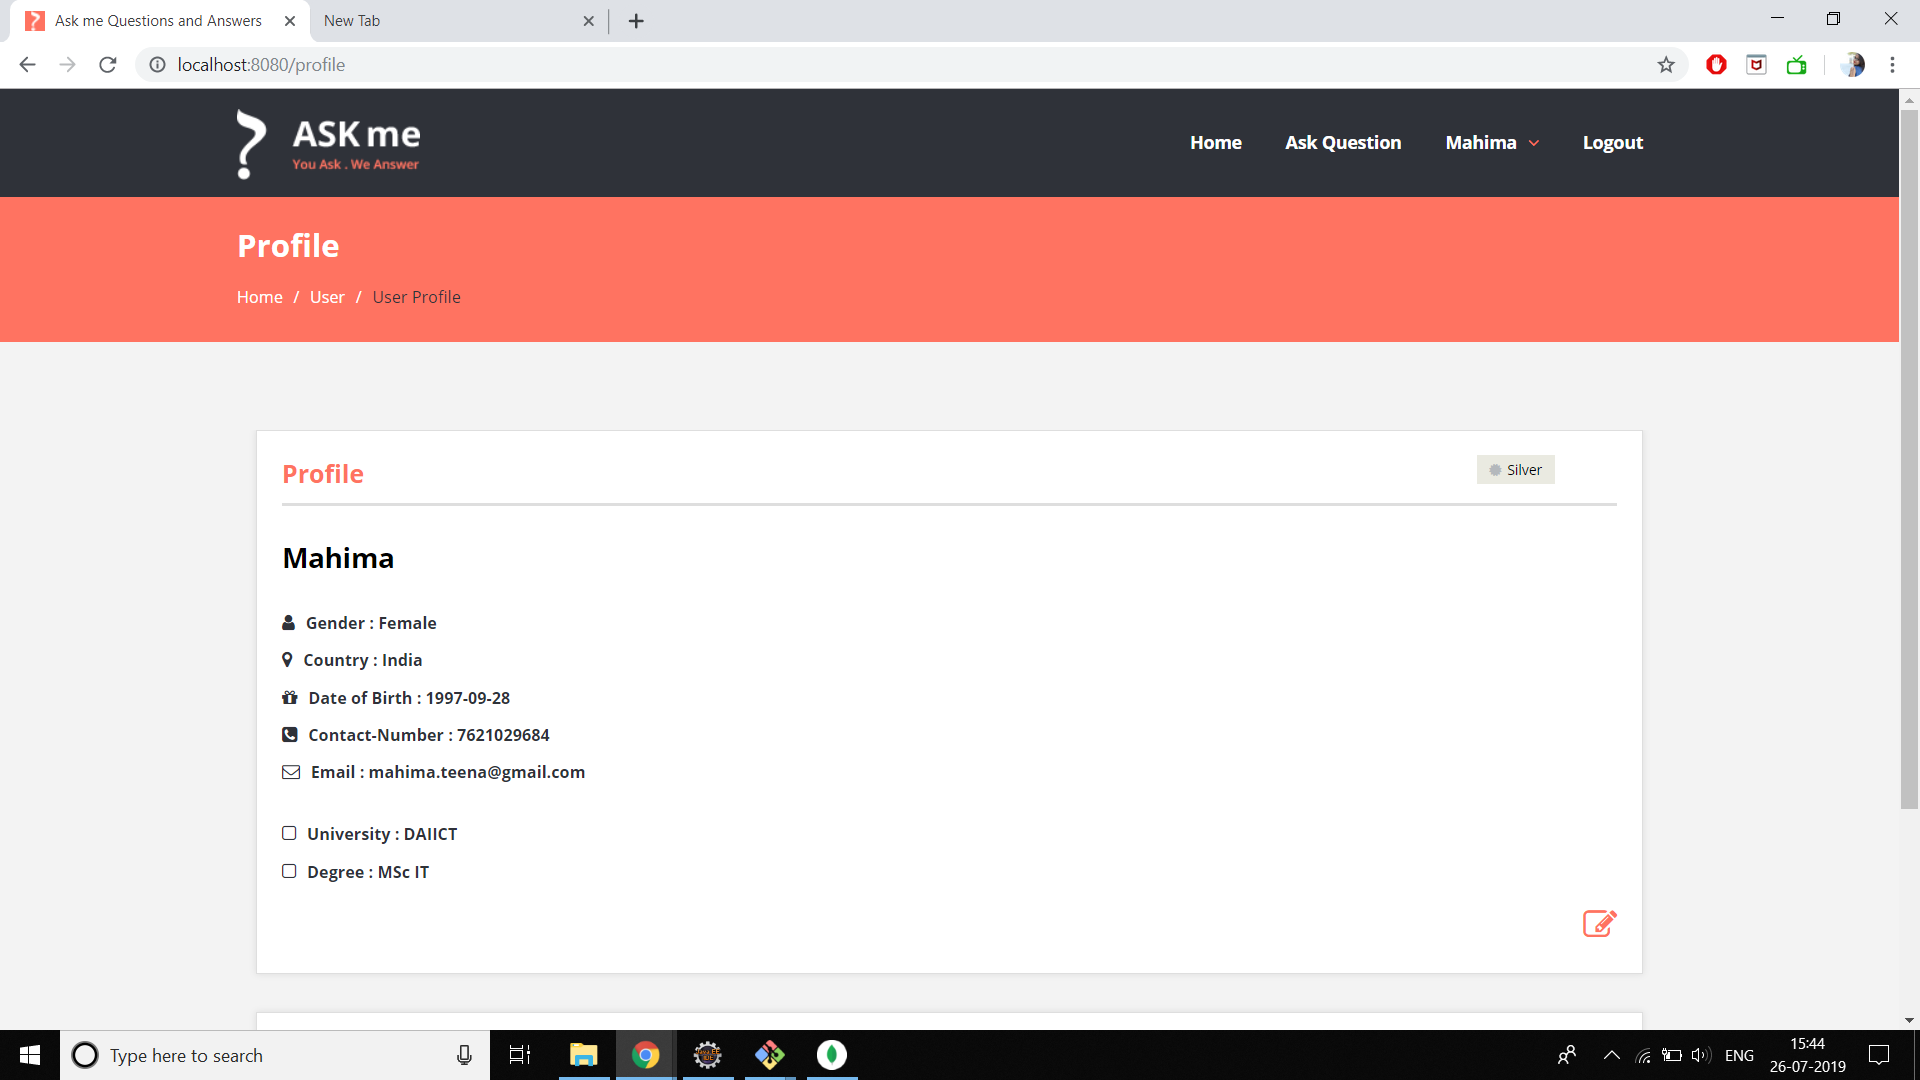 Ask me Questions and Answers
New Tab
localhost:8080/profile
ASK me
You Ask . We Answer
Home
Ask Question
Mahima
Logout
Profile
Home / User / User Profile
Profile
Silver
Mahima
Gender : Female
Country : India
Date of Birth : 1997-09-28
Contact-Number : 7621029684
Email : mahima.teena@gmail.com
University : DAIICT
Degree : MSc IT
Type here to search
ENG
15:44
26-07-2019